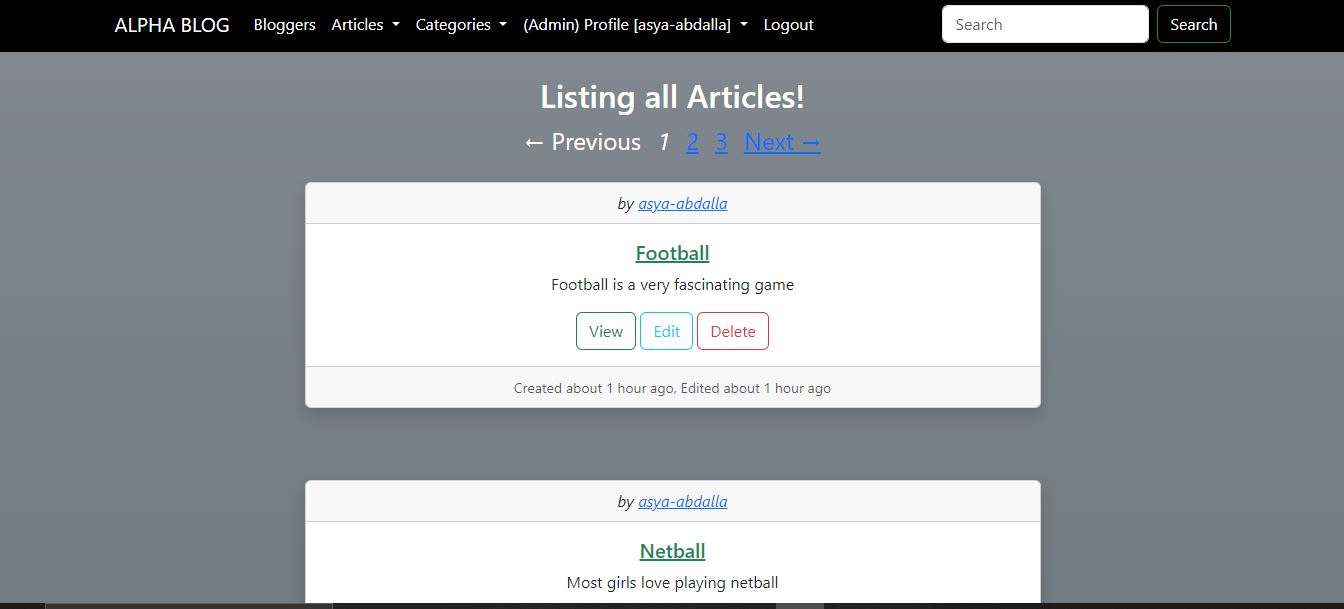 ALPHA BLOG Bloggers Articles Categories (Admin) Profile [asya-abdalla] Logout Search Search
Listing all Articles!
← Previous 1 2 3 Next →
by asya-abdalla
Football
Football is a very fascinating game
View Edit Delete
Created about 1 hour ago, Edited about 1 hour ago
by asya-abdalla
Netball
Most girls love playing netball